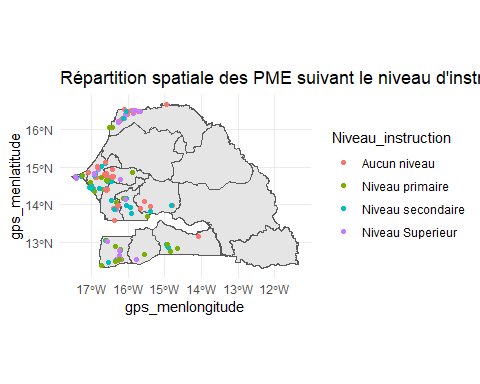 Répartition spatiale des PME suivant le niveau d'instr
gps_menlatitude
16°N
15°N
14°N
13°N
17°W 16°W 15°W 14°W 13°W 12°W
gps_menlongitude
Niveau_instruction
Aucun niveau
Niveau primaire
Niveau secondaire
Niveau Superieur